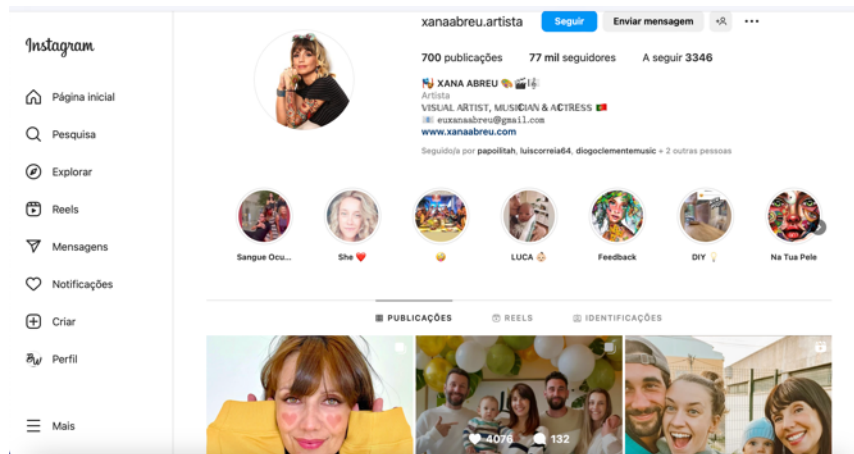 xanaabreu.artista Seguir Enviar mensagem
Instagram
700 publicações 77 mil seguidores A seguir 3346
XANA ABREU
Artista
VISUAL ARTIST, MUSICIAN & ACTRESS 🇵🇹
📧 euxanaabreu@gmail.com
www.xanaabreu.com
Seguido/a por papoilitah, luiscorreia64, diogoclementemusic + 2 outras pessoas
Página inicial
Pesquisa
Explorar
Reels
Mensagens
Notificações
Criar
Perfil
Mais
Sangue Ocu... She ❤️ 🤣 LUCA 👶🏻 Feedback DIY 💡 Na Tua Pele
PUBLICAÇÕES REELS IDENTIFICAÇÕES
4076 132